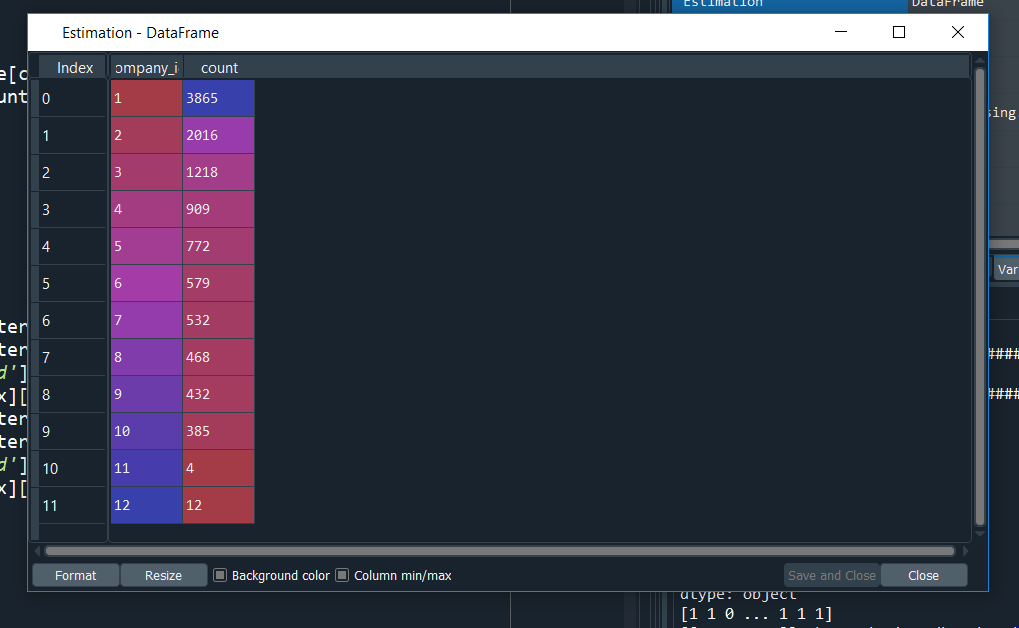 Estimation DataFrame
Estimation - DataFrame
Index ompany_i count
0 1 3865
1 2 2016
2 3 1218
3 4 909
4 5 772
5 6 579
6 7 532
7 8 468
8 9 432
9 10 385
10 11 4
11 12 12
e[c
unt
sing
Var
ter
ter
d']
x][
ter
ter
d']
x][
####
####
Format Resize Background color Column min/max Save and Close Close
dtype: object
[1 1 0 ... 1 1 1]